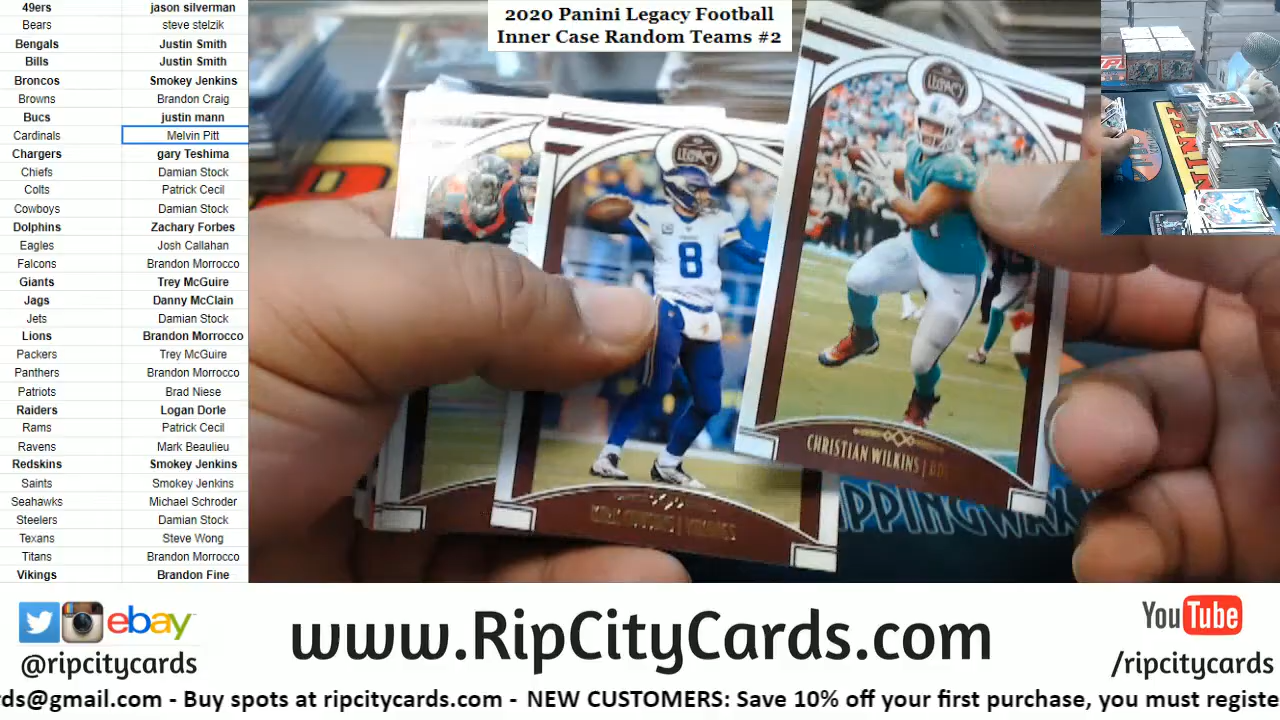 49ers jason silverman
Bears steve stelzik
Bengals Justin Smith
Bills Justin Smith
Broncos Smokey Jenkins
Browns Brandon Craig
Bucs justin mann
Cardinals Melvin Pitt
Chargers gary Teshima
Chiefs Damian Stock
Colts Patrick Cecil
Cowboys Damian Stock
Dolphins Zachary Forbes
Eagles Josh Callahan
Falcons Brandon Morrocco
Giants Trey McGuire
Jags Danny McClain
Jets Damian Stock
Lions Brandon Morrocco
Packers Trey McGuire
Panthers Brandon Morrocco
Patriots Brad Niese
Raiders Logan Dorle
Rams Patrick Cecil
Ravens Mark Beaulieu
Redskins Smokey Jenkins
Saints Smokey Jenkins
Seahawks Michael Schroder
Steelers Damian Stock
Texans Steve Wong
Titans Brandon Morrocco
Vikings Brandon Fine
2020 Panini Legacy Football
Inner Case Random Teams #2
LEGACY
LEGACY
8
CHRISTIAN WILKINS |
PANINI
ebay
@ripcitycards
www.RipCityCards.com
YouTube
/ripcitycards
rds@gmail.com - Buy spots at ripcitycards.com - NEW CUSTOMERS: Save 10% off your first purchase, you must registe